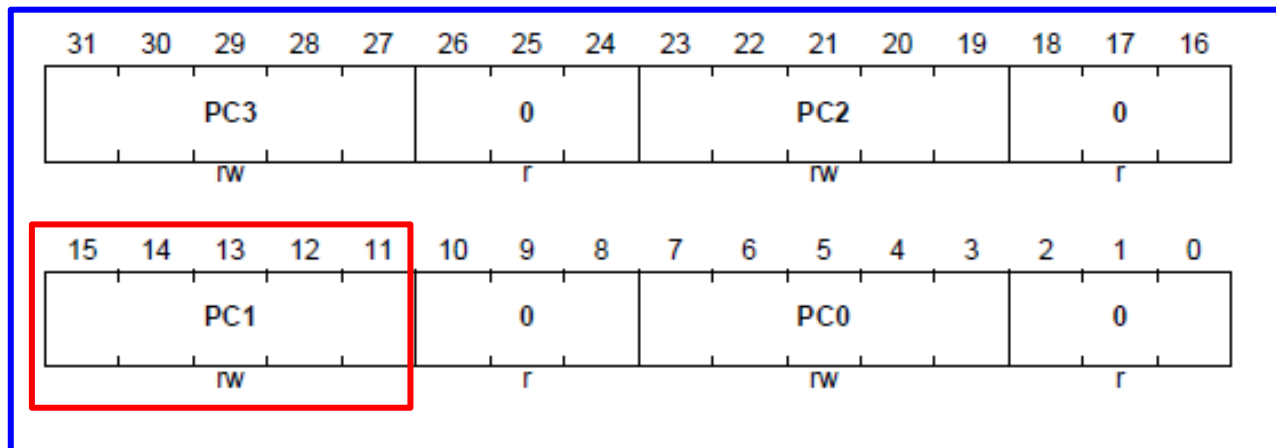 31 30 29 28 27 26 25 24 23 22 21 20 19 18 17 16
PC3 0 PC2 0
rw r rw r
15 14 13 12 11 10 9 8 7 6 5 4 3 2 1 0
PC1 0 PC0 0
rw r rw r